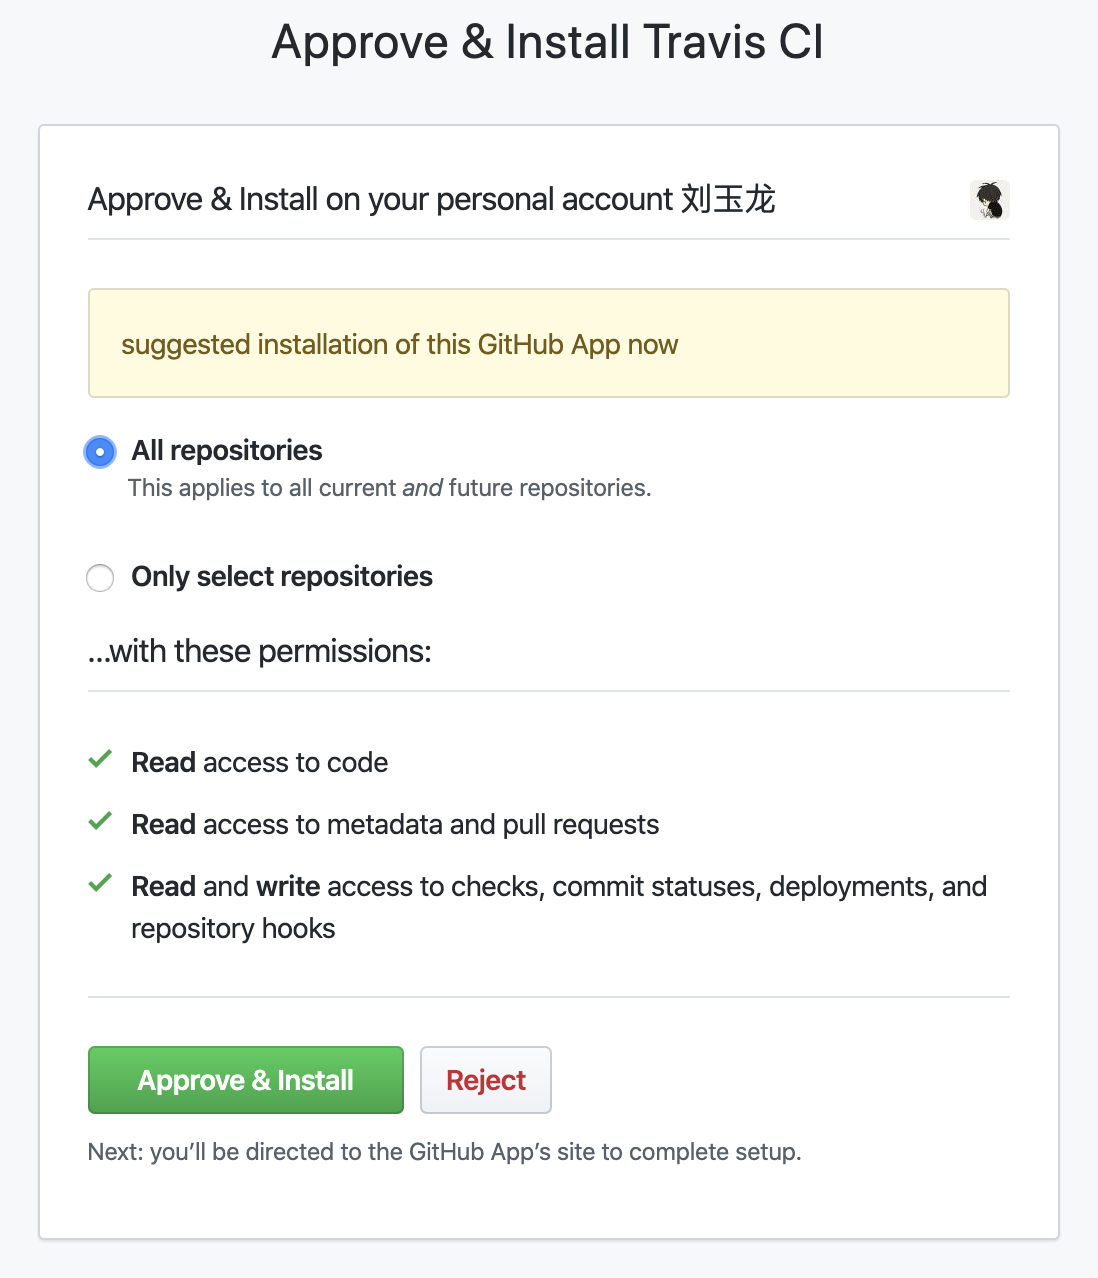 Approve & Install Travis CI
Approve & Install on your personal account 刘玉龙
suggested installation of this GitHub App now
All repositories
This applies to all current and future repositories.
Only select repositories
...with these permissions:
Read access to code
Read access to metadata and pull requests
Read and write access to checks, commit statuses, deployments, and
repository hooks
Approve & Install
Reject
Next: you’ll be directed to the GitHub App’s site to complete setup.